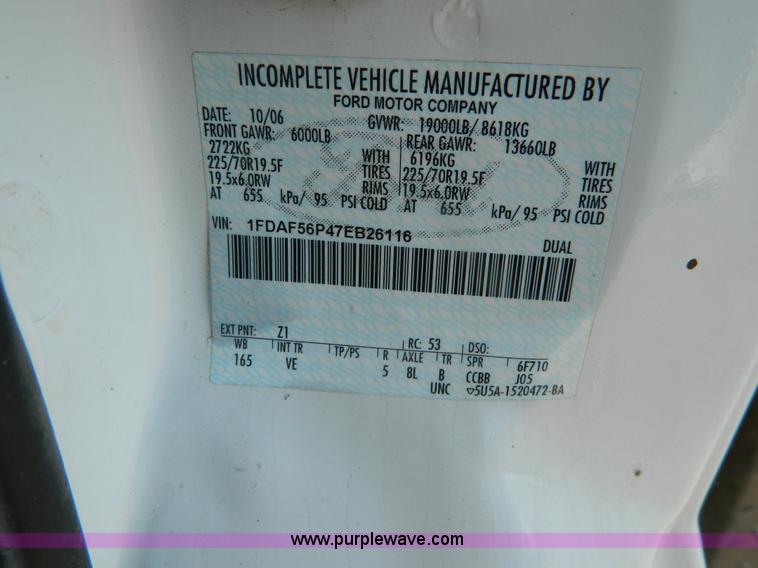 INCOMPLETE VEHICLE MANUFACTURED BY
FORD MOTOR COMPANY
DATE: 10/06 GVWR: 19000LB/ 8618KG
FRONT GAWR: 6000LB REAR GAWR: 13660LB
2722KG WITH 6196KG WITH
225/70R19.5F TIRES 225/70R19.5F TIRES
19.5x6.0RW RIMS 19.5x6.0RW RIMS
AT 655 kPa/ 95 PSI COLD AT 655 kPa/ 95 PSI COLD
VIN: 1FDAF56P47EB26116 DUAL
EXT PNT: Z1 RC: 53 DSO:
WB INT TR TP/PS R AXLE TR SPR 6F710
165 VE 5 8L B CCBB J05
UNC ▽5U5A-1520472-BA
www.purplewave.com